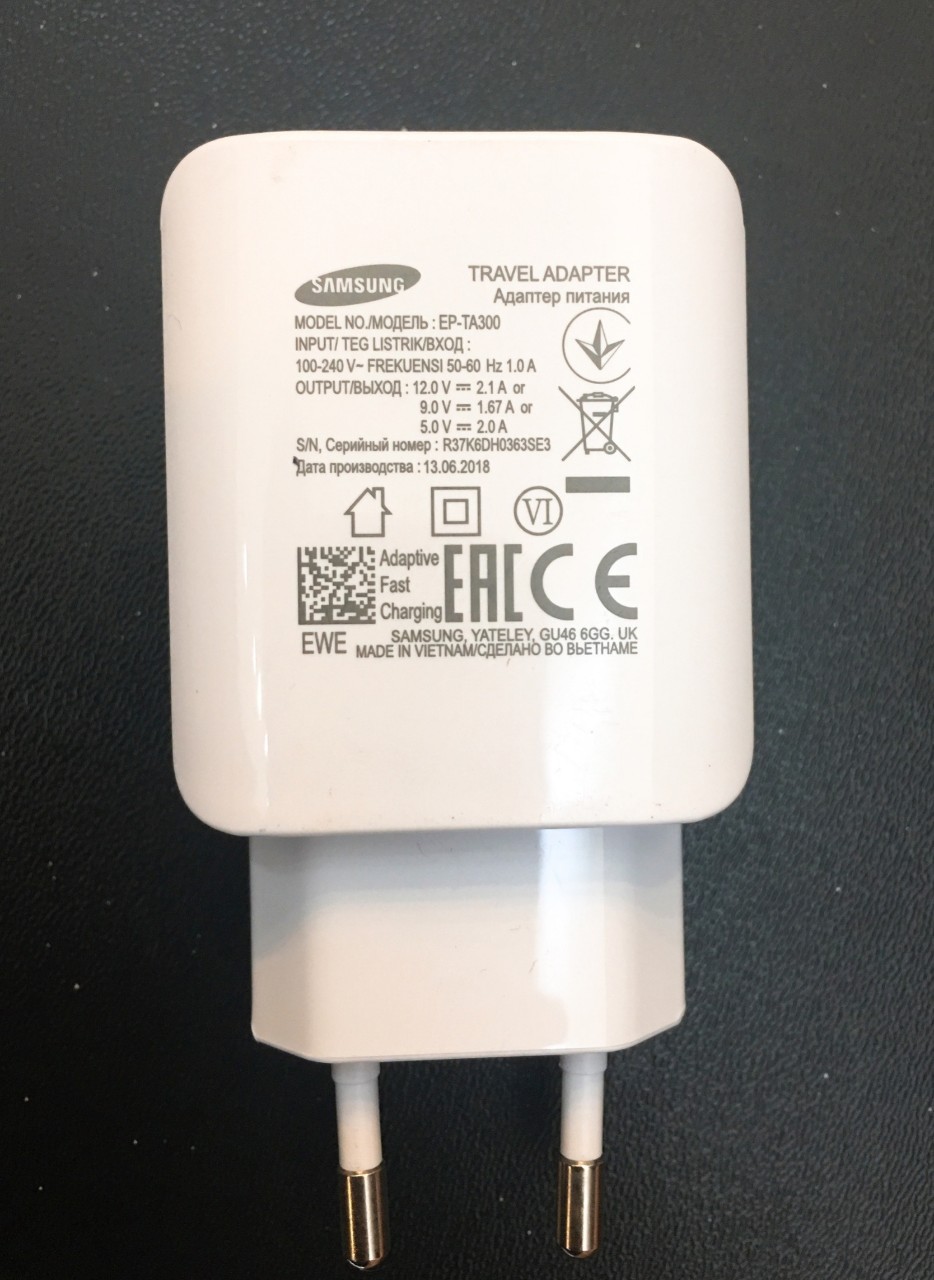 SAMSUNG
TRAVEL ADAPTER
Адаптер питания
MODEL NO./МОДЕЛЬ : EP-TA300
INPUT/ TEG LISTRIK/ВХОД :
100-240 V~ FREKUENSI 50-60 Hz 1.0 A
OUTPUT/ВЫХОД : 12.0 V ⎓ 2.1 A or
9.0 V ⎓ 1.67 A or
5.0 V ⎓ 2.0 A
S/N, Серийный номер : R37K6DH0363SE3
Дата производства : 13.06.2018
VI
Adaptive
Fast
Charging
EAC CE
EWE
SAMSUNG, YATELEY, GU46 6GG. UK
MADE IN VIETNAM/СДЕЛАНО ВО ВЬЕТНАМЕ